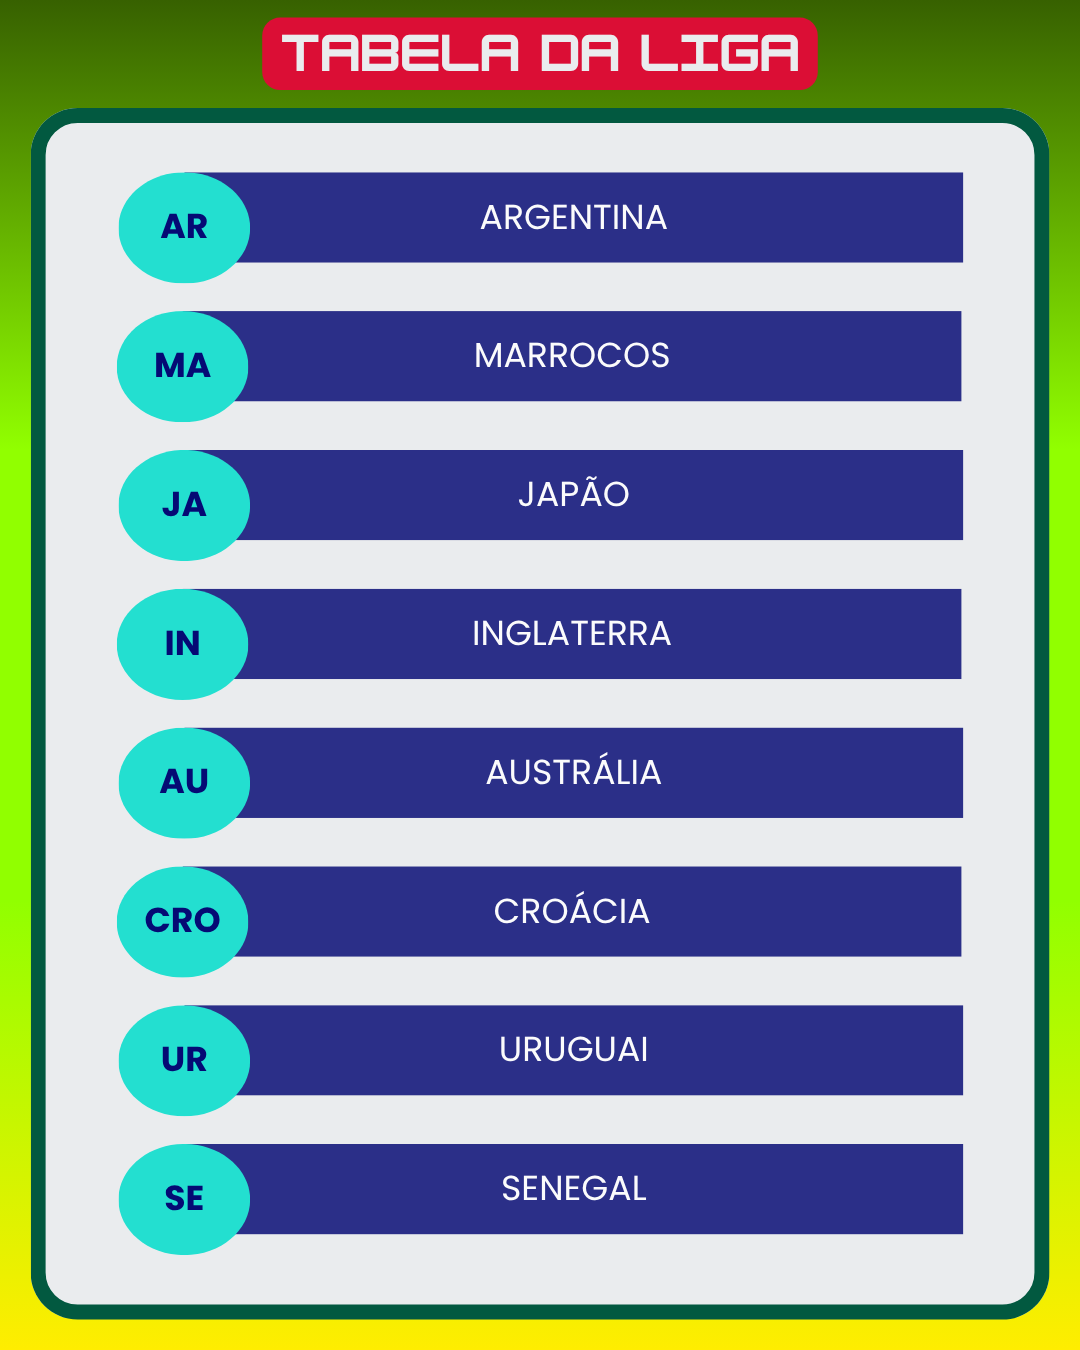 TABELA DA LIGA
AR ARGENTINA
MA MARROCOS
JA JAPÃO
IN INGLATERRA
AU AUSTRÁLIA
CRO CROÁCIA
UR URUGUAI
SE SENEGAL